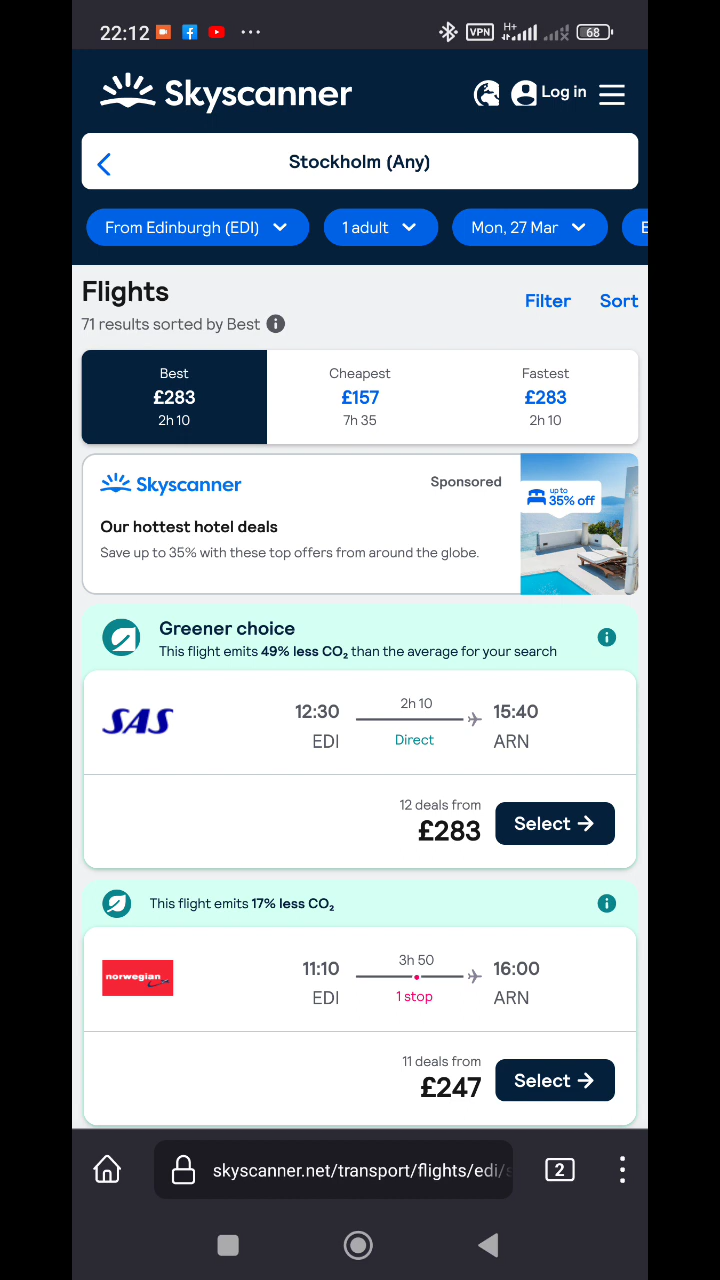 22:12
VPN
H+
68
Skyscanner
Log in
Stockholm (Any)
From Edinburgh (EDI)
1 adult
Mon, 27 Mar
E
Flights
Filter
Sort
71 results sorted by Best
Best
£283
2h 10
Cheapest
£157
7h 35
Fastest
£283
2h 10
Skyscanner
Sponsored
Our hottest hotel deals
Save up to 35% with these top offers from around the globe.
up to
35% off
Greener choice
This flight emits 49% less CO₂ than the average for your search
SAS
12:30
EDI
2h 10
Direct
15:40
ARN
12 deals from
£283
Select →
This flight emits 17% less CO₂
norwegian
11:10
EDI
3h 50
1 stop
16:00
ARN
11 deals from
£247
Select →
skyscanner.net/transport/flights/edi/s
2